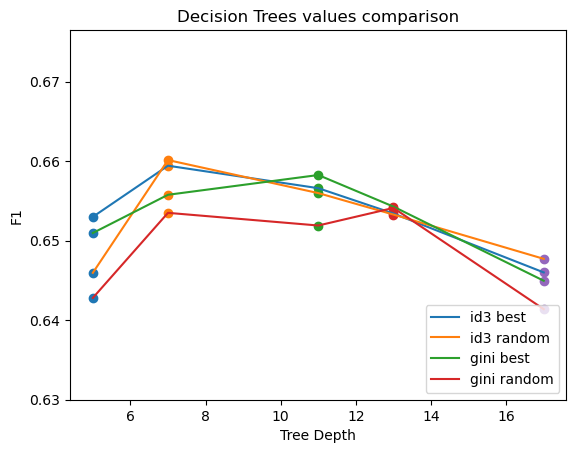 Decision Trees values comparison
0.67
0.66
0.65
0.64
0.63
F1
6
8
10
12
14
16
Tree Depth
id3 best
id3 random
gini best
gini random